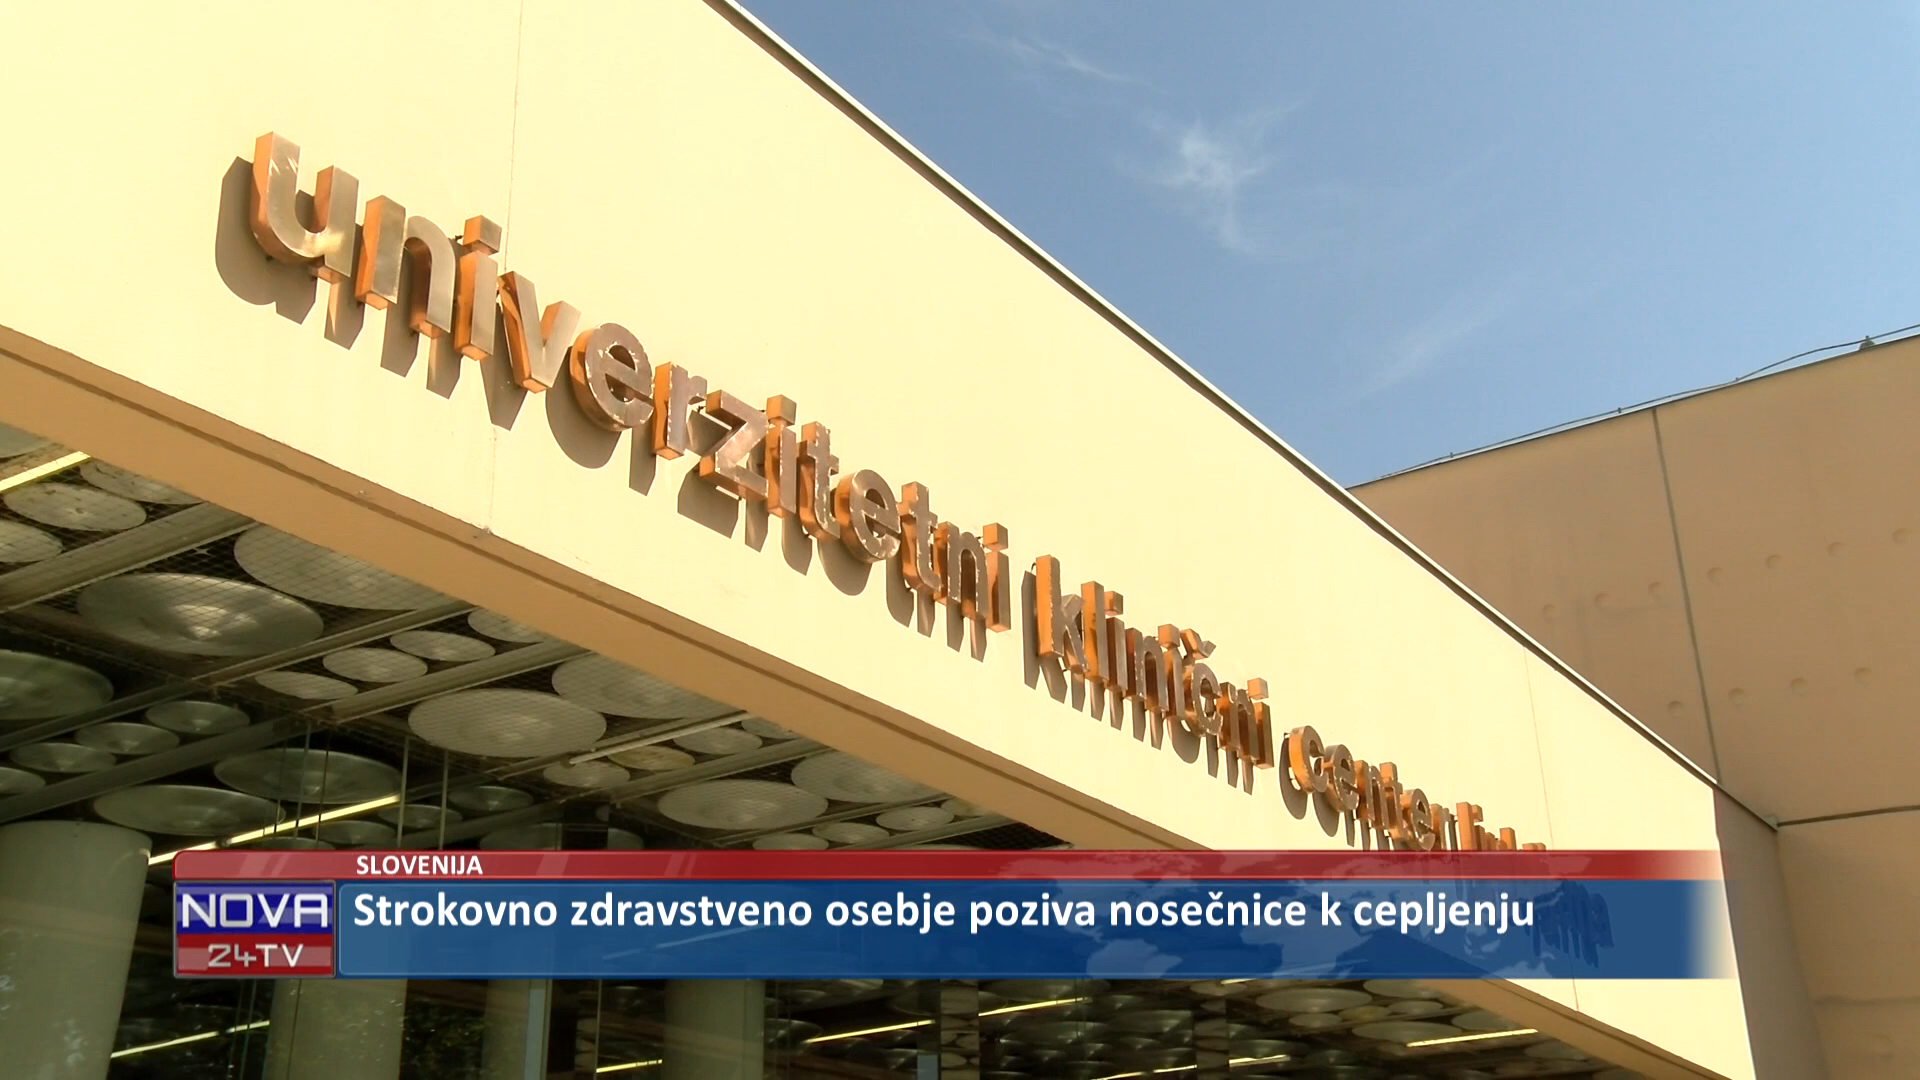 univerzitetni klinični center
SLOVENIJA
NOVA
24TV
Strokovno zdravstveno osebje poziva nosečnice k cepljenju